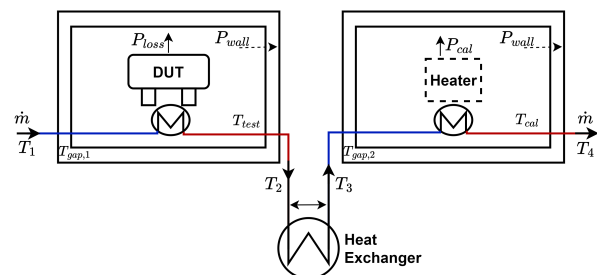 P_loss
P_wall
DUT
ṁ
T_1
T_test
T_gap,1
T_2
P_cal
P_wall
Heater
ṁ
T_cal
T_4
T_gap,2
T_3
Heat
Exchanger